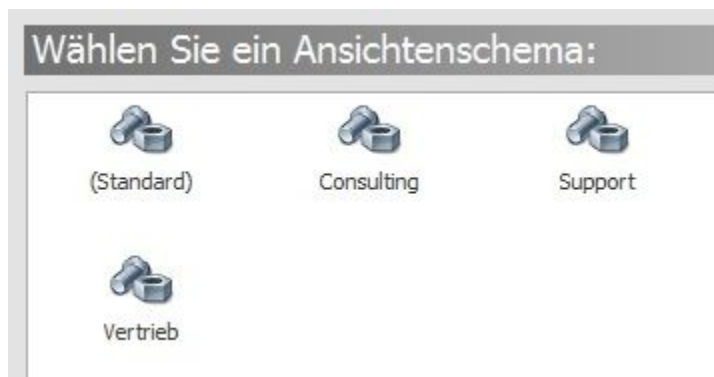 Wählen Sie ein Ansichtenschema:
(Standard) Consulting Support
Vertrieb